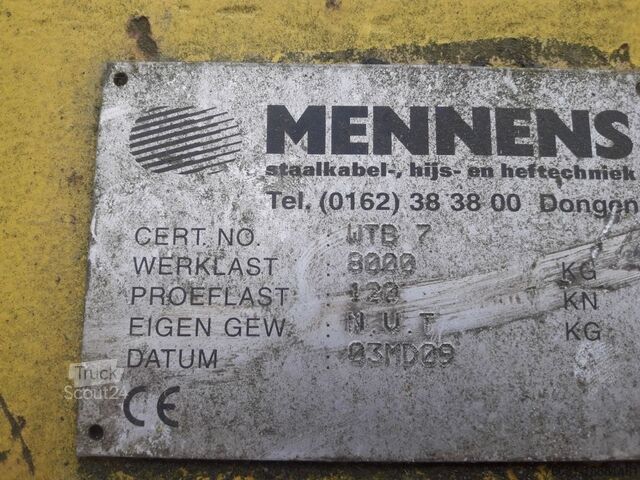 MENNENS
staalkabel-, hijs- en heftechniek
Tel. (0162) 38 38 00 Dongen
CERT. NO. : WTB 7
WERKLAST : 8000 KG
PROEFLAST : 120 KN
EIGEN GEW. : N.V.T KG
DATUM : 03MD09
CE
Truck
Scout24